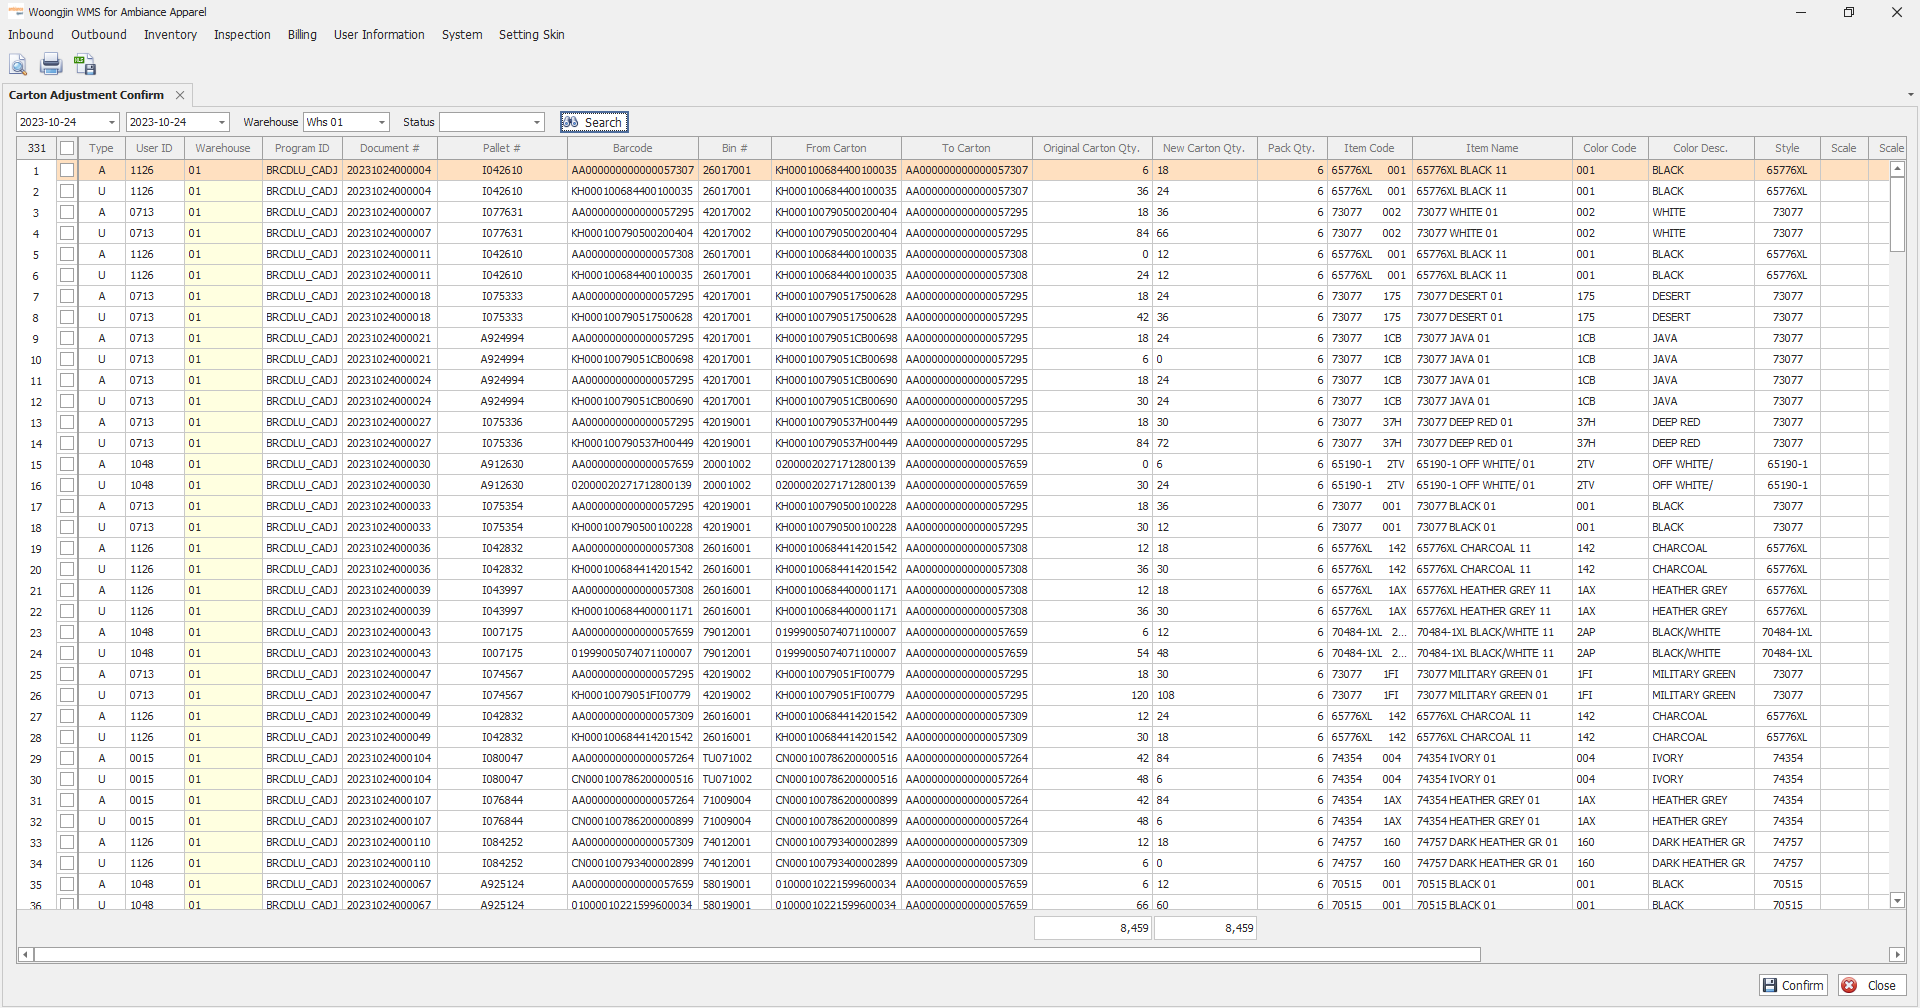 Woongjin WMS for Ambiance Apparel
Inbound Outbound Inventory Inspection Billing User Information System Setting Skin
Carton Adjustment Confirm
2023-10-24 2023-10-24 Warehouse Whs 01 Status Search
331 Type User ID Warehouse Program ID Document # Pallet # Barcode Bin # From Carton To Carton Original Carton Qty. New Carton Qty. Pack Qty. Item Code Item Name Color Code Color Desc. Style Scale Scale
1 A 1126 01 BRCDLU_CADJ 20231024000004 I042610 AA000000000000057307 26017001 KH000100684400100035 AA000000000000057307 6 18 6 65776XL 001 65776XL BLACK 11 001 BLACK 65776XL
2 U 1126 01 BRCDLU_CADJ 20231024000004 I042610 KH000100684400100035 26017001 KH000100684400100035 AA000000000000057307 36 24 6 65776XL 001 65776XL BLACK 11 001 BLACK 65776XL
3 A 0713 01 BRCDLU_CADJ 20231024000007 I077631 AA000000000000057295 42017002 KH000100790500200404 AA000000000000057295 18 36 6 73077 002 73077 WHITE 01 002 WHITE 73077
4 U 0713 01 BRCDLU_CADJ 20231024000007 I077631 KH000100790500200404 42017002 KH000100790500200404 AA000000000000057295 84 66 6 73077 002 73077 WHITE 01 002 WHITE 73077
5 A 1126 01 BRCDLU_CADJ 20231024000011 I042610 AA000000000000057308 26017001 KH000100684400100035 AA000000000000057308 0 12 6 65776XL 001 65776XL BLACK 11 001 BLACK 65776XL
6 U 1126 01 BRCDLU_CADJ 20231024000011 I042610 KH000100684400100035 26017001 KH000100684400100035 AA000000000000057308 24 12 6 65776XL 001 65776XL BLACK 11 001 BLACK 65776XL
7 A 0713 01 BRCDLU_CADJ 20231024000018 I075333 AA000000000000057295 42017001 KH000100790517500628 AA000000000000057295 18 24 6 73077 175 73077 DESERT 01 175 DESERT 73077
8 U 0713 01 BRCDLU_CADJ 20231024000018 I075333 KH000100790517500628 42017001 KH000100790517500628 AA000000000000057295 42 36 6 73077 175 73077 DESERT 01 175 DESERT 73077
9 A 0713 01 BRCDLU_CADJ 20231024000021 A924994 AA000000000000057295 42017001 KH00010079051CB00698 AA000000000000057295 18 24 6 73077 1CB 73077 JAVA 01 1CB JAVA 73077
10 U 0713 01 BRCDLU_CADJ 20231024000021 A924994 KH00010079051CB00698 42017001 KH00010079051CB00698 AA000000000000057295 6 0 6 73077 1CB 73077 JAVA 01 1CB JAVA 73077
11 A 0713 01 BRCDLU_CADJ 20231024000024 A924994 AA000000000000057295 42017001 KH00010079051CB00690 AA000000000000057295 18 24 6 73077 1CB 73077 JAVA 01 1CB JAVA 73077
12 U 0713 01 BRCDLU_CADJ 20231024000024 A924994 KH00010079051CB00690 42017001 KH00010079051CB00690 AA000000000000057295 30 24 6 73077 1CB 73077 JAVA 01 1CB JAVA 73077
13 A 0713 01 BRCDLU_CADJ 20231024000027 I075336 AA000000000000057295 42019001 KH000100790537H00449 AA000000000000057295 18 30 6 73077 37H 73077 DEEP RED 01 37H DEEP RED 73077
14 U 0713 01 BRCDLU_CADJ 20231024000027 I075336 KH000100790537H00449 42019001 KH000100790537H00449 AA000000000000057295 84 72 6 73077 37H 73077 DEEP RED 01 37H DEEP RED 73077
15 A 1048 01 BRCDLU_CADJ 20231024000030 A912630 AA000000000000057659 20001002 02000020271712800139 AA000000000000057659 0 6 6 65190-1 2TV 65190-1 OFF WHITE/ 01 2TV OFF WHITE/ 65190-1
16 U 1048 01 BRCDLU_CADJ 20231024000030 A912630 02000020271712800139 20001002 02000020271712800139 AA000000000000057659 30 24 6 65190-1 2TV 65190-1 OFF WHITE/ 01 2TV OFF WHITE/ 65190-1
17 A 0713 01 BRCDLU_CADJ 20231024000033 I075354 AA000000000000057295 42019001 KH000100790500100228 AA000000000000057295 18 36 6 73077 001 73077 BLACK 01 001 BLACK 73077
18 U 0713 01 BRCDLU_CADJ 20231024000033 I075354 KH000100790500100228 42019001 KH000100790500100228 AA000000000000057295 30 12 6 73077 001 73077 BLACK 01 001 BLACK 73077
19 A 1126 01 BRCDLU_CADJ 20231024000036 I042832 AA000000000000057308 26016001 KH000100684414201542 AA000000000000057308 12 18 6 65776XL 142 65776XL CHARCOAL 11 142 CHARCOAL 65776XL
20 U 1126 01 BRCDLU_CADJ 20231024000036 I042832 KH000100684414201542 26016001 KH000100684414201542 AA000000000000057308 36 30 6 65776XL 142 65776XL CHARCOAL 11 142 CHARCOAL 65776XL
21 A 1126 01 BRCDLU_CADJ 20231024000039 I043997 AA000000000000057308 26016001 KH000100684400001171 AA000000000000057308 12 18 6 65776XL 1AX 65776XL HEATHER GREY 11 1AX HEATHER GREY 65776XL
22 U 1126 01 BRCDLU_CADJ 20231024000039 I043997 KH000100684400001171 26016001 KH000100684400001171 AA000000000000057308 36 30 6 65776XL 1AX 65776XL HEATHER GREY 11 1AX HEATHER GREY 65776XL
23 A 1048 01 BRCDLU_CADJ 20231024000043 I007175 AA000000000000057659 79012001 01999005074071100007 AA000000000000057659 6 12 6 70484-1XL 2... 70484-1XL BLACK/WHITE 11 2AP BLACK/WHITE 70484-1XL
24 U 1048 01 BRCDLU_CADJ 20231024000043 I007175 01999005074071100007 79012001 01999005074071100007 AA000000000000057659 54 48 6 70484-1XL 2... 70484-1XL BLACK/WHITE 11 2AP BLACK/WHITE 70484-1XL
25 A 0713 01 BRCDLU_CADJ 20231024000047 I074567 AA000000000000057295 42019002 KH00010079051FI00779 AA000000000000057295 18 30 6 73077 1FI 73077 MILITARY GREEN 01 1FI MILITARY GREEN 73077
26 U 0713 01 BRCDLU_CADJ 20231024000047 I074567 KH00010079051FI00779 42019002 KH00010079051FI00779 AA000000000000057295 120 108 6 73077 1FI 73077 MILITARY GREEN 01 1FI MILITARY GREEN 73077
27 A 1126 01 BRCDLU_CADJ 20231024000049 I042832 AA000000000000057309 26016001 KH000100684414201542 AA000000000000057309 12 24 6 65776XL 142 65776XL CHARCOAL 11 142 CHARCOAL 65776XL
28 U 1126 01 BRCDLU_CADJ 20231024000049 I042832 KH000100684414201542 26016001 KH000100684414201542 AA000000000000057309 30 18 6 65776XL 142 65776XL CHARCOAL 11 142 CHARCOAL 65776XL
29 A 0015 01 BRCDLU_CADJ 20231024000104 I080047 AA000000000000057264 TU071002 CN000100786200000516 AA000000000000057264 42 84 6 74354 004 74354 IVORY 01 004 IVORY 74354
30 U 0015 01 BRCDLU_CADJ 20231024000104 I080047 CN000100786200000516 TU071002 CN000100786200000516 AA000000000000057264 48 6 6 74354 004 74354 IVORY 01 004 IVORY 74354
31 A 0015 01 BRCDLU_CADJ 20231024000107 I076844 AA000000000000057264 71009004 CN000100786200000899 AA000000000000057264 42 84 6 74354 1AX 74354 HEATHER GREY 01 1AX HEATHER GREY 74354
32 U 0015 01 BRCDLU_CADJ 20231024000107 I076844 CN000100786200000899 71009004 CN000100786200000899 AA000000000000057264 48 6 6 74354 1AX 74354 HEATHER GREY 01 1AX HEATHER GREY 74354
33 A 1126 01 BRCDLU_CADJ 20231024000110 I084252 AA000000000000057309 74012001 CN000100793400002899 AA000000000000057309 12 18 6 74757 160 74757 DARK HEATHER GR 01 160 DARK HEATHER GR 74757
34 U 1126 01 BRCDLU_CADJ 20231024000110 I084252 CN000100793400002899 74012001 CN000100793400002899 AA000000000000057309 6 0 6 74757 160 74757 DARK HEATHER GR 01 160 DARK HEATHER GR 74757
35 A 1048 01 BRCDLU_CADJ 20231024000067 A925124 AA000000000000057659 58019001 01000010221599600034 AA000000000000057659 6 12 6 70515 001 70515 BLACK 01 001 BLACK 70515
36 U 1048 01 BRCDLU_CADJ 20231024000067 A925124 01000010221599600034 58019001 01000010221599600034 AA000000000000057659 66 60 6 70515 001 70515 BLACK 01 001 BLACK 70515
8,459 8,459
Confirm Close